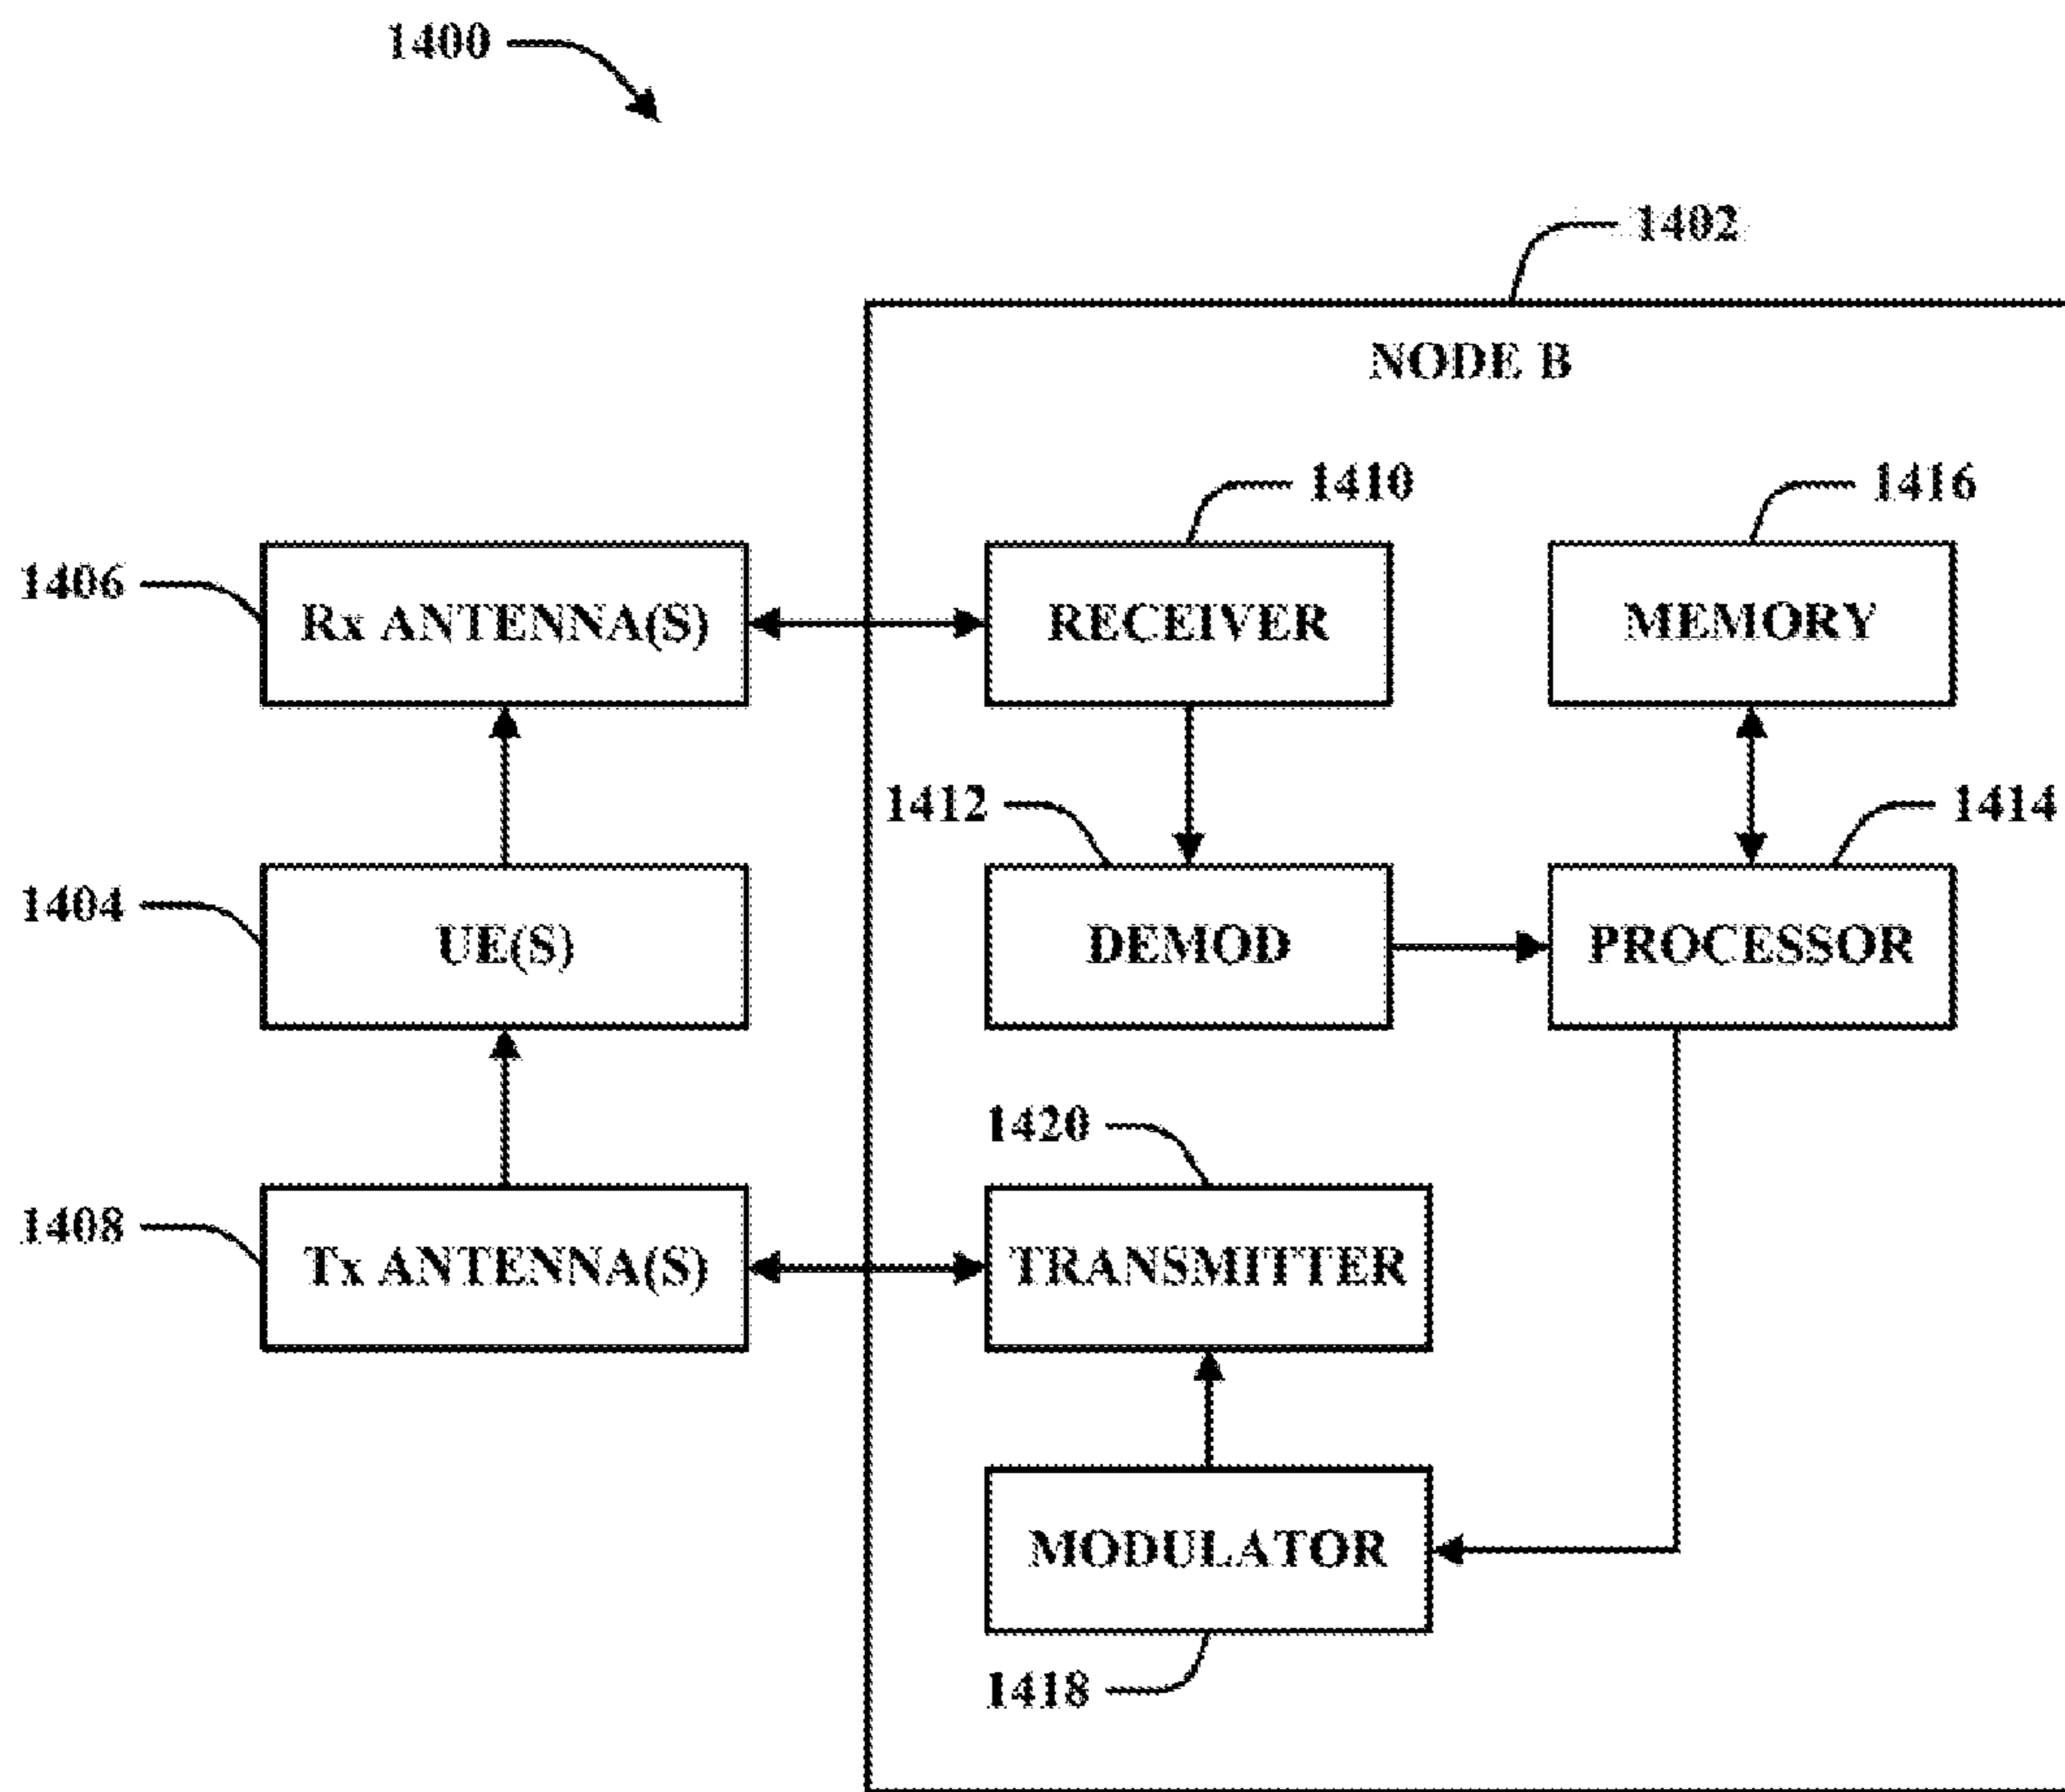 1400
1402
NODE B
1410
1416
1406
Rx ANTENNA(S)
RECEIVER
MEMORY
1412
1414
1404
UE(S)
DEMOD
PROCESSOR
1420
1408
Tx ANTENNA(S)
TRANSMITTER
MODULATOR
1418